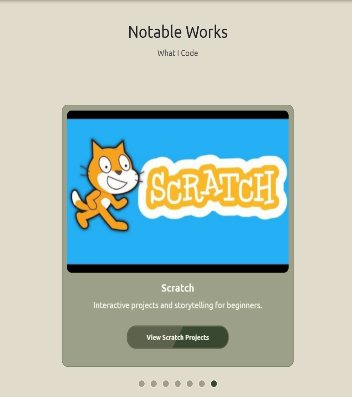 Notable Works
What I Code
SCRATCH
Scratch
Interactive projects and storytelling for beginners.
View Scratch Projects